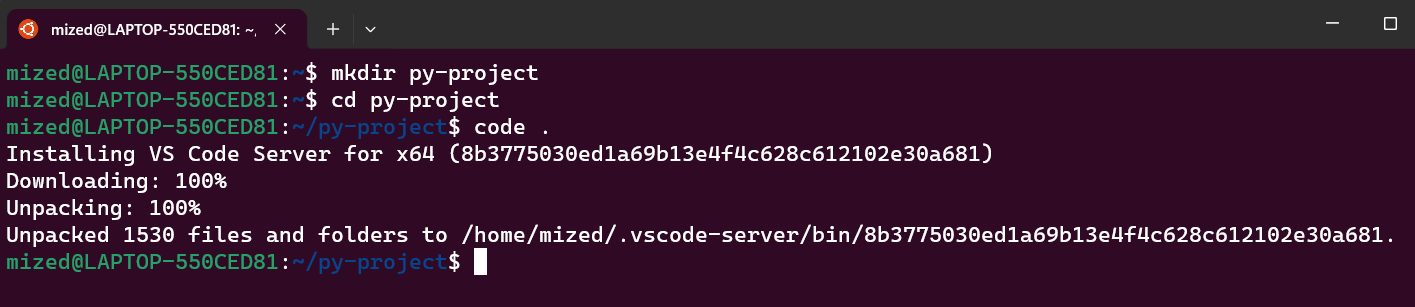 mized@LAPTOP-550CED81: ~,
mized@LAPTOP-550CED81:~$ mkdir py-project
mized@LAPTOP-550CED81:~$ cd py-project
mized@LAPTOP-550CED81:~/py-project$ code .
Installing VS Code Server for x64 (8b3775030ed1a69b13e4f4c628c612102e30a681)
Downloading: 100%
Unpacking: 100%
Unpacked 1530 files and folders to /home/mized/.vscode-server/bin/8b3775030ed1a69b13e4f4c628c612102e30a681.
mized@LAPTOP-550CED81:~/py-project$